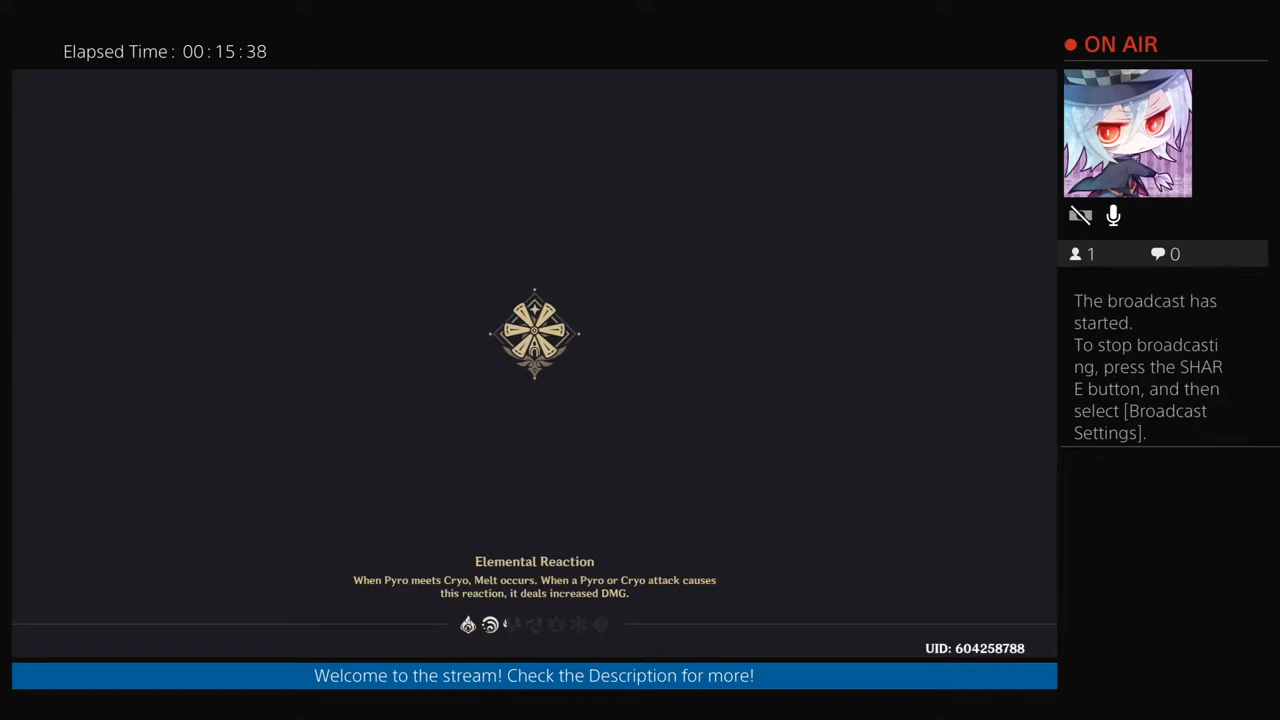 Elapsed Time: 00:15:38
ON AIR
1
0
The broadcast has
started.
To stop broadcasti
ng, press the SHAR
E button, and then
select [Broadcast
Settings].
Elemental Reaction
When Pyro meets Cryo, Melt occurs. When a Pyro or Cryo attack causes
this reaction, it deals increased DMG.
UID: 604258788
Welcome to the stream! Check the Description for more!